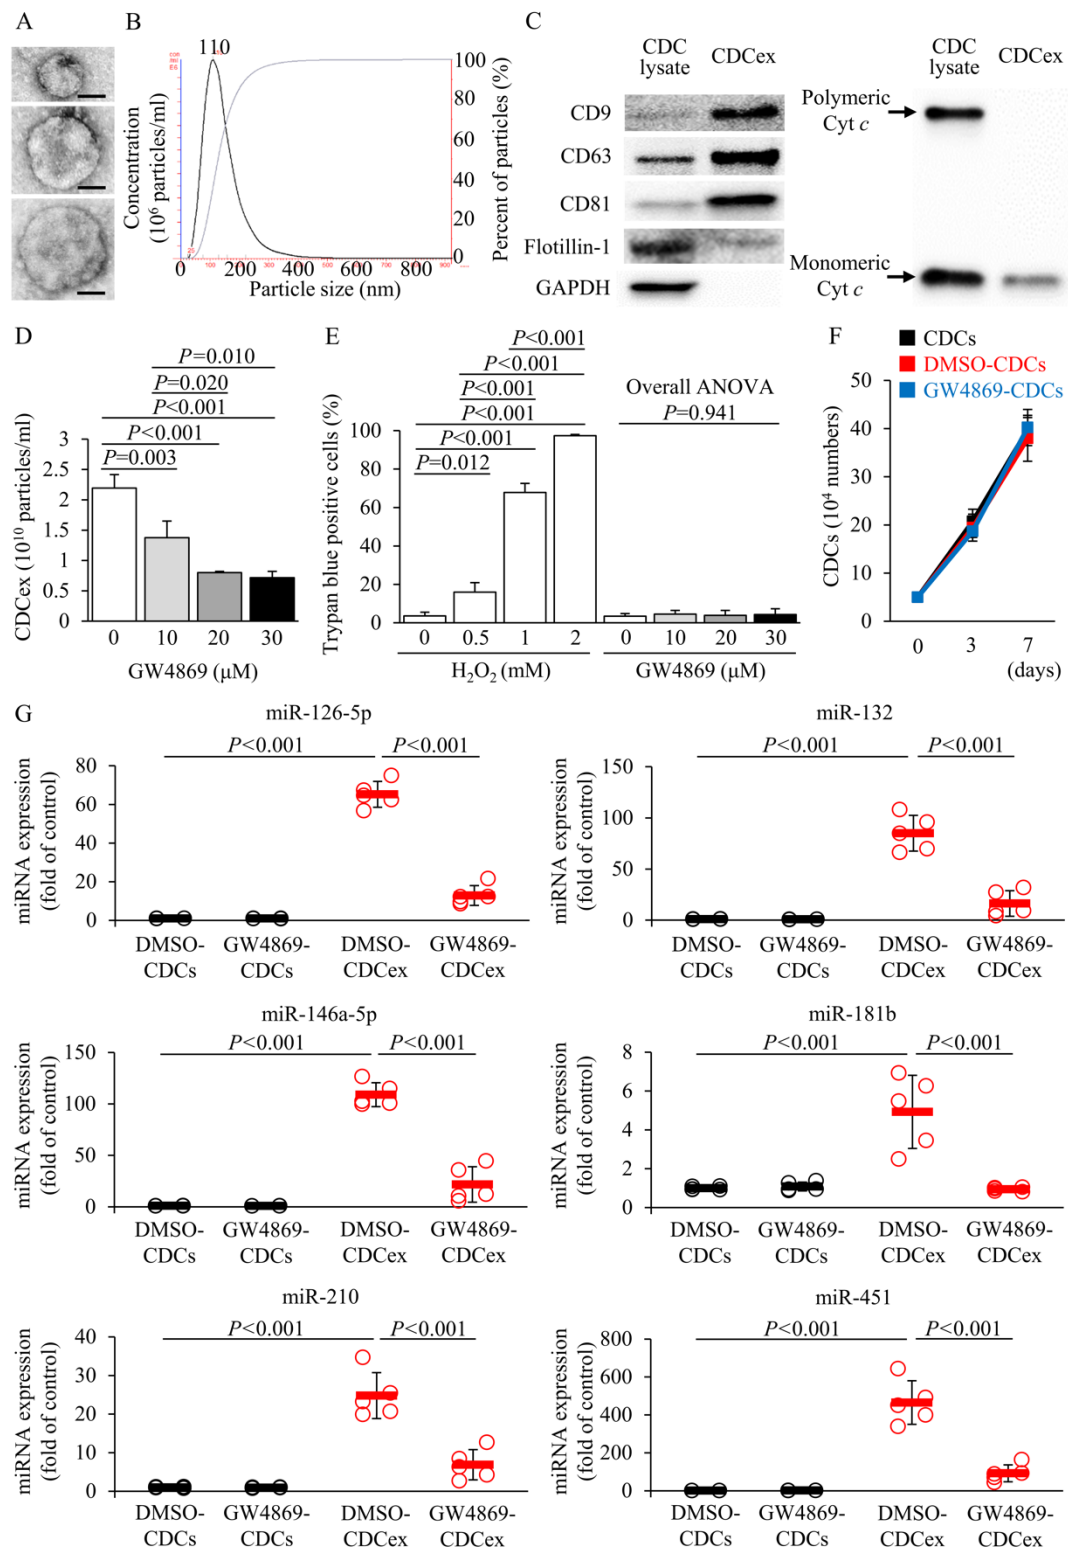 A
B
110
Concentration
(10⁶ particles/ml)
100
80
60
40
20
0
Percent of particles (%)
0
200
400
600
800
Particle size (nm)
C
CDC
lysate
CDCex
CD9
CD63
CD81
Flotillin-1
GAPDH
CDC
lysate
CDCex
Polymeric
Cyt c
Monomeric
Cyt c
D
P=0.010
P=0.020
P<0.001
P<0.001
P=0.003
CDCex (10¹⁰ particles/ml)
3
2.5
2
1.5
1
0.5
0
0
10
20
30
GW4869 (μM)
E
P<0.001
P<0.001
P<0.001
P<0.001
P<0.001
P=0.012
Overall ANOVA
P=0.941
Trypan blue positive cells (%)
100
80
60
40
20
0
0
0.5
1
2
0
10
20
30
H₂O₂ (mM)
GW4869 (μM)
F
CDCs
DMSO-CDCs
GW4869-CDCs
CDCs (10⁴ numbers)
50
40
30
20
10
0
0
3
7
(days)
G
miR-126-5p
P<0.001
P<0.001
miRNA expression
(fold of control)
80
60
40
20
0
DMSO-
CDCs
GW4869-
CDCs
DMSO-
CDCex
GW4869-
CDCex
miR-132
P<0.001
P<0.001
miRNA expression
(fold of control)
150
100
50
0
DMSO-
CDCs
GW4869-
CDCs
DMSO-
CDCex
GW4869-
CDCex
miR-146a-5p
P<0.001
P<0.001
miRNA expression
(fold of control)
150
100
50
0
DMSO-
CDCs
GW4869-
CDCs
DMSO-
CDCex
GW4869-
CDCex
miR-181b
P<0.001
P<0.001
miRNA expression
(fold of control)
8
6
4
2
0
DMSO-
CDCs
GW4869-
CDCs
DMSO-
CDCex
GW4869-
CDCex
miR-210
P<0.001
P<0.001
miRNA expression
(fold of control)
40
30
20
10
0
DMSO-
CDCs
GW4869-
CDCs
DMSO-
CDCex
GW4869-
CDCex
miR-451
P<0.001
P<0.001
miRNA expression
(fold of control)
800
600
400
200
0
DMSO-
CDCs
GW4869-
CDCs
DMSO-
CDCex
GW4869-
CDCex